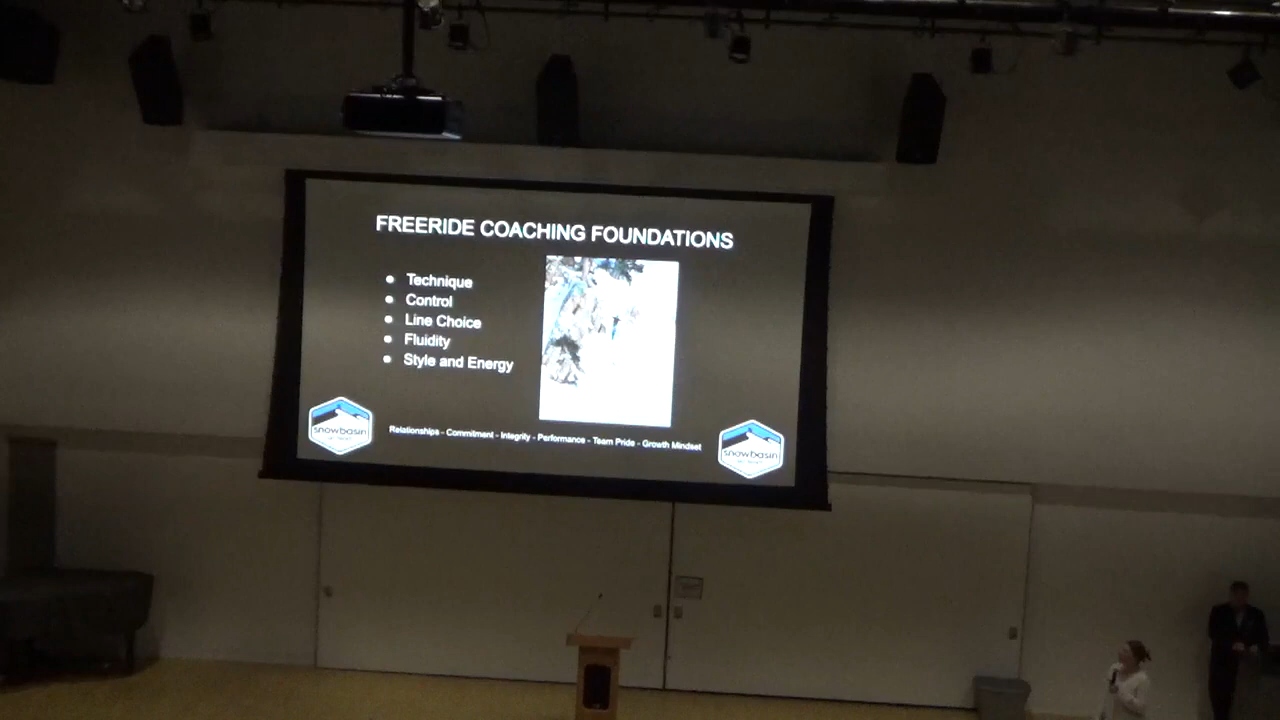 FREERIDE COACHING FOUNDATIONS
Technique
Control
Line Choice
Fluidity
Style and Energy
Relationships - Commitment - Integrity - Performance - Team Pride - Growth Mindset
snowbasin
snowbasin